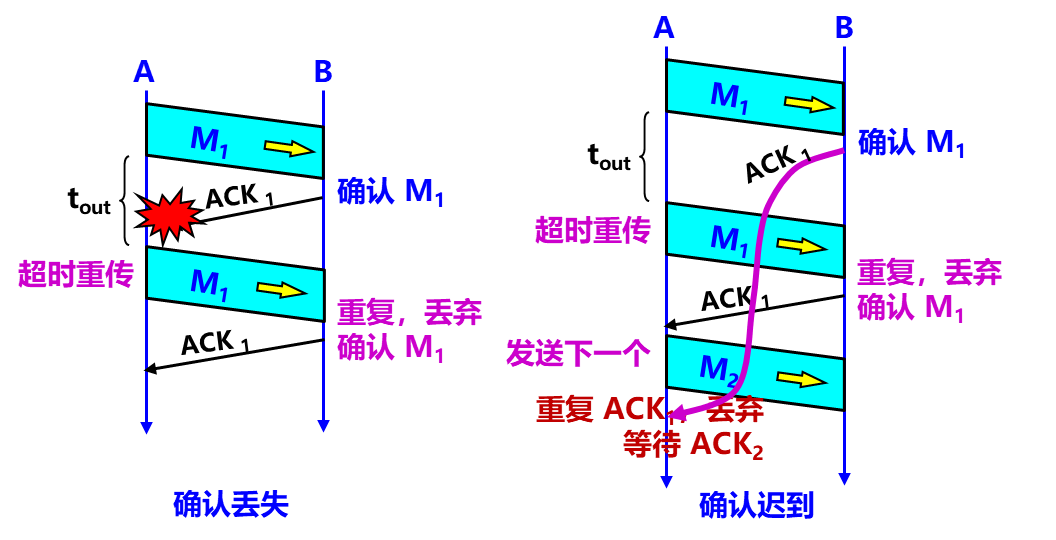 A B
M1
tout
ACK 1
确认 M1
超时重传
M1
重复，丢弃
确认 M1
ACK 1
确认丢失
A B
M1
tout
ACK 1
确认 M1
超时重传
M1
重复，丢弃
确认 M1
ACK 1
发送下一个
M2
重复 ACK1，丢弃
等待 ACK2
确认迟到